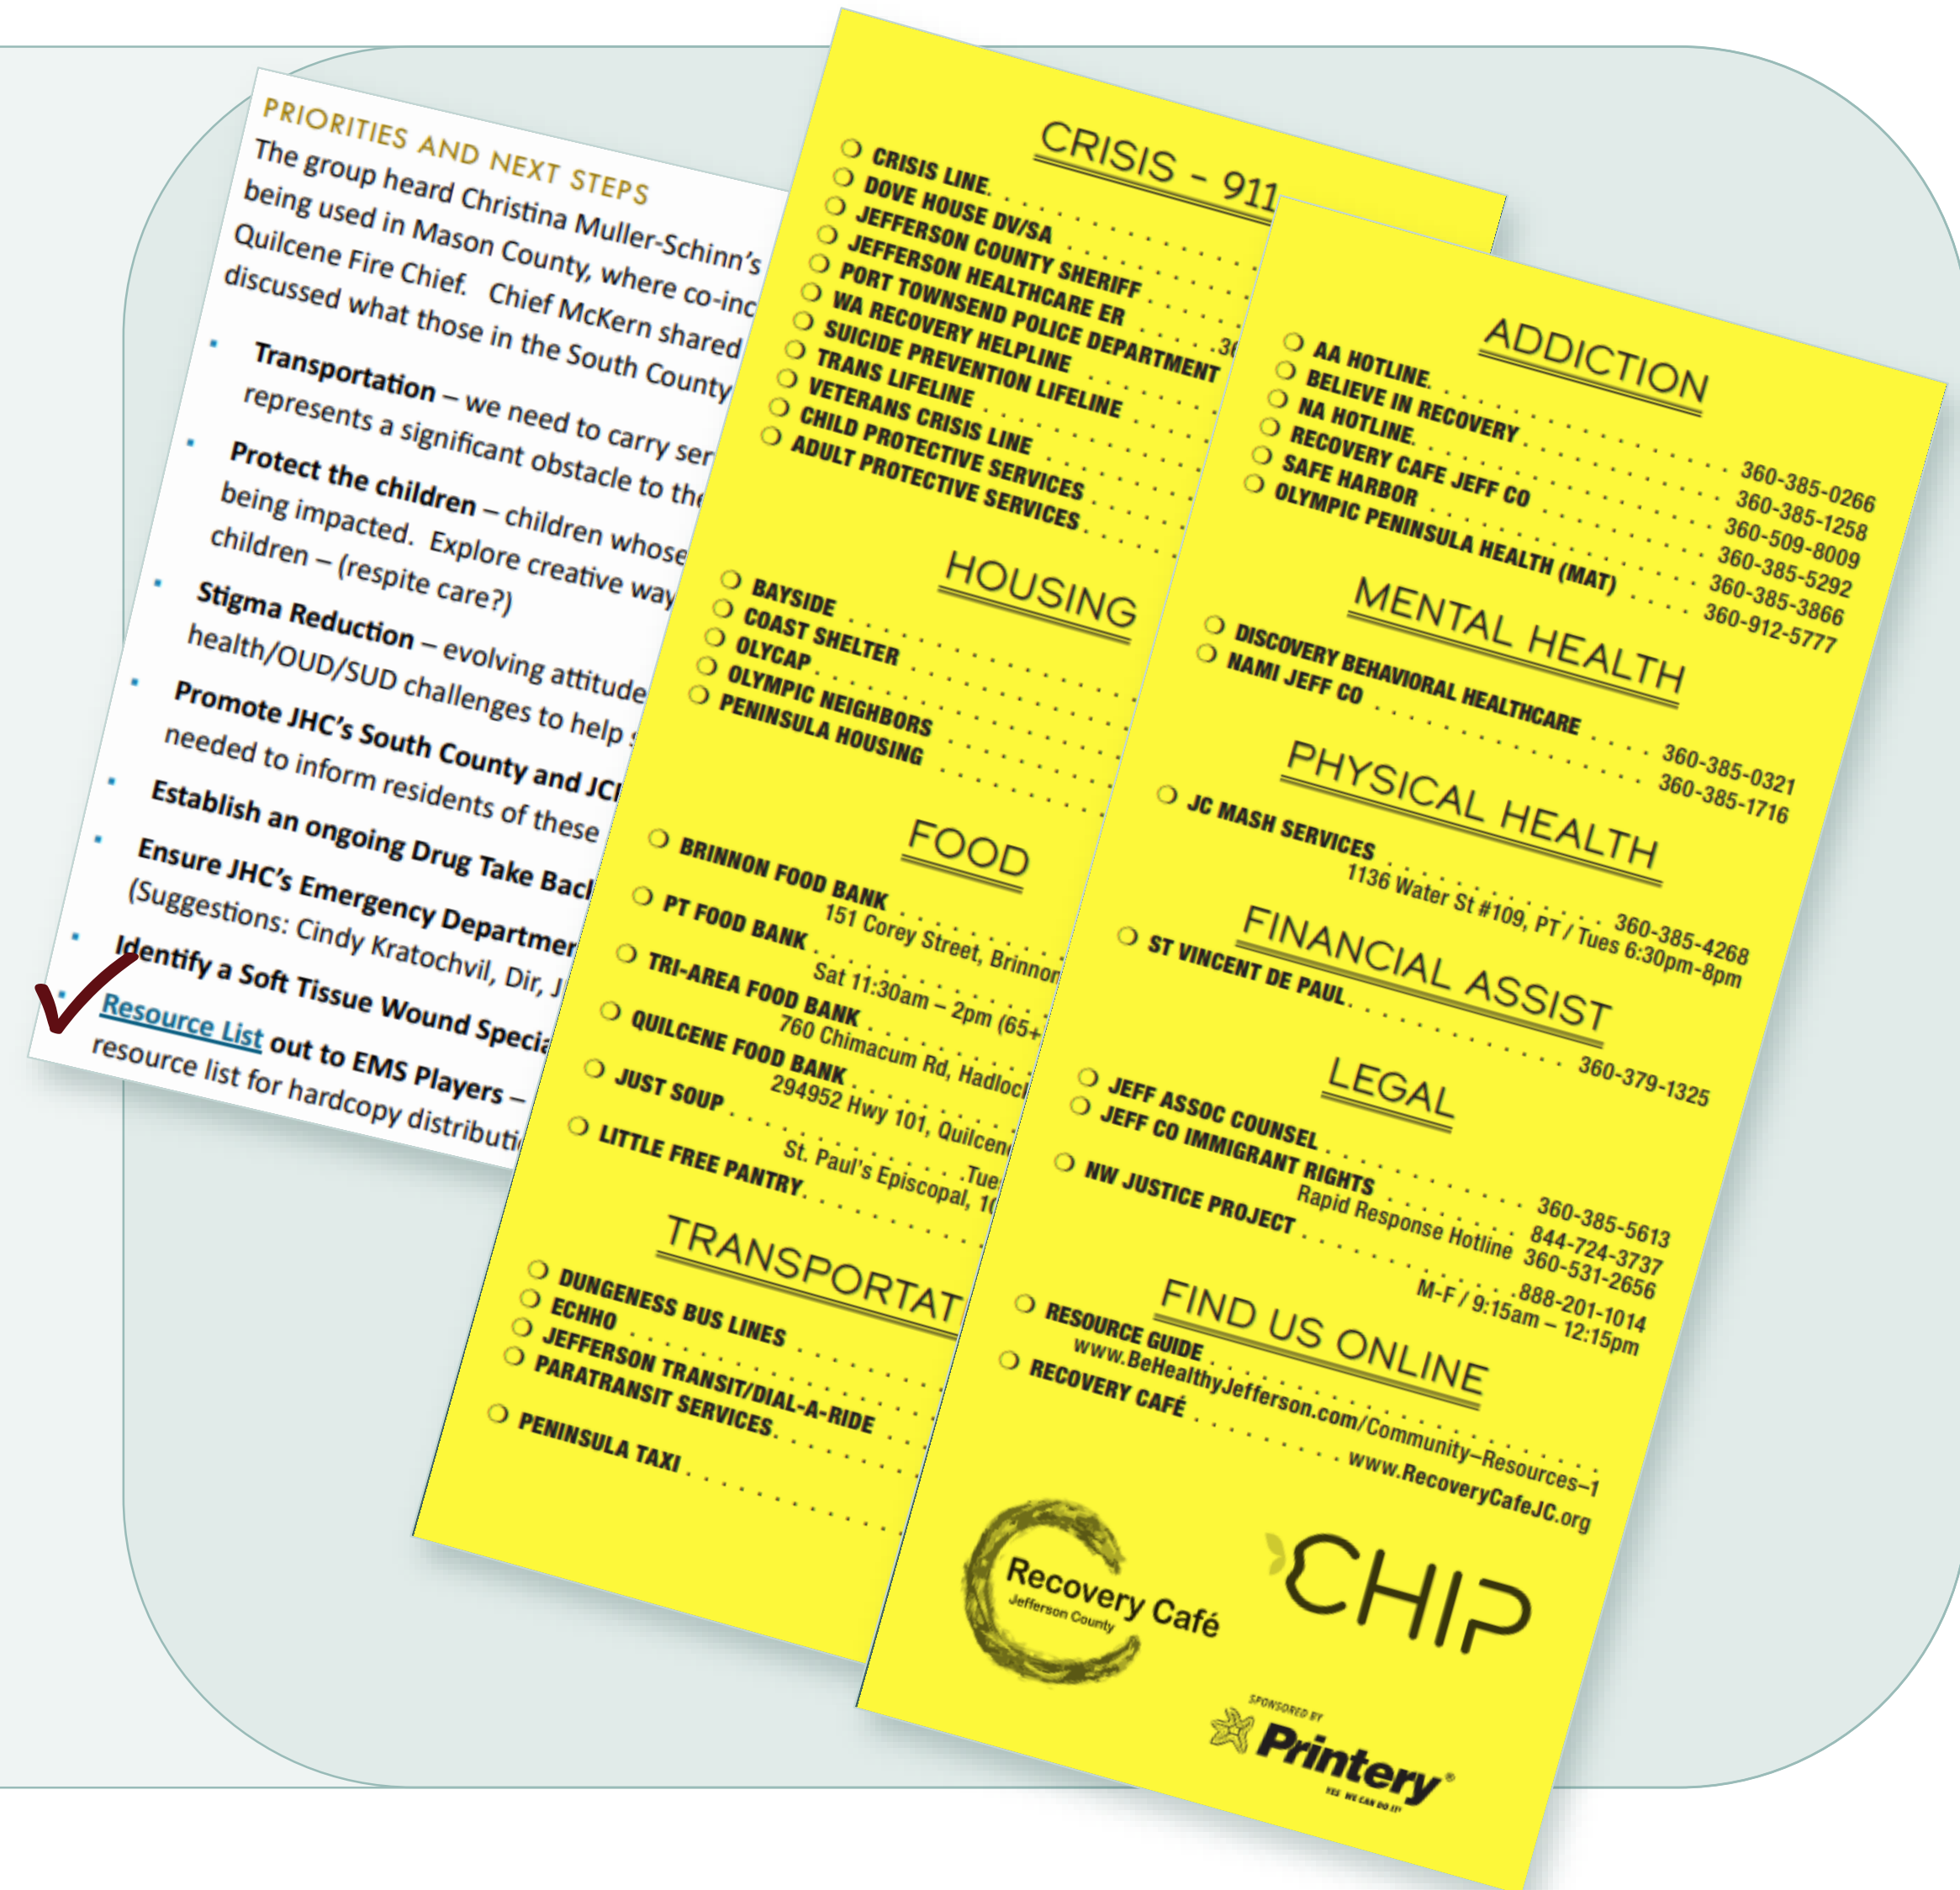 PRIORITIES AND NEXT STEPS
The group heard Christina Muller-Schinn's
being used in Mason County, where co-inc
Quilcene Fire Chief. Chief McKern shared
discussed what those in the South County
Transportation – we need to carry ser
represents a significant obstacle to the
Protect the children – children whose
being impacted. Explore creative way
children – (respite care?)
Stigma Reduction – evolving attitude
health/OUD/SUD challenges to help
Promote JHC's South County and JCI
needed to inform residents of these
Establish an ongoing Drug Take Bac
Ensure JHC's Emergency Departmer
(Suggestions: Cindy Kratochvil, Dir, J
Identify a Soft Tissue Wound Specia
Resource List out to EMS Players –
resource list for hardcopy distributi
CRISIS - 911
CRISIS LINE
DOVE HOUSE DV/SA
JEFFERSON COUNTY SHERIFF
JEFFERSON HEALTHCARE ER
PORT TOWNSEND POLICE DEPARTMENT .36
WA RECOVERY HELPLINE
SUICIDE PREVENTION LIFELINE
TRANS LIFELINE
VETERANS CRISIS LINE
CHILD PROTECTIVE SERVICES
ADULT PROTECTIVE SERVICES
HOUSING
BAYSIDE
COAST SHELTER
OLYCAP
OLYMPIC NEIGHBORS
PENINSULA HOUSING
FOOD
BRINNON FOOD BANK
151 Corey Street, Brinnon
PT FOOD BANK
Sat 11:30am – 2pm (65+
TRI-AREA FOOD BANK
760 Chimacum Rd, Hadlock
QUILCENE FOOD BANK
294952 Hwy 101, Quilcene
JUST SOUP .Tue
St. Paul's Episcopal, 10
LITTLE FREE PANTRY
TRANSPORTAT
DUNGENESS BUS LINES
ECHHO
JEFFERSON TRANSIT/DIAL-A-RIDE
PARATRANSIT SERVICES
PENINSULA TAXI
ADDICTION
AA HOTLINE 360-385-0266
BELIEVE IN RECOVERY 360-385-1258
NA HOTLINE 360-509-8009
RECOVERY CAFE JEFF CO 360-385-5292
SAFE HARBOR 360-385-3866
OLYMPIC PENINSULA HEALTH (MAT) 360-912-5777
MENTAL HEALTH
DISCOVERY BEHAVIORAL HEALTHCARE 360-385-0321
NAMI JEFF CO 360-385-1716
PHYSICAL HEALTH
JC MASH SERVICES 360-385-4268
1136 Water St #109, PT / Tues 6:30pm-8pm
FINANCIAL ASSIST
ST VINCENT DE PAUL 360-379-1325
LEGAL
JEFF ASSOC COUNSEL 360-385-5613
JEFF CO IMMIGRANT RIGHTS 844-724-3737
Rapid Response Hotline 360-531-2656
NW JUSTICE PROJECT .888-201-1014
M-F / 9:15am – 12:15pm
FIND US ONLINE
RESOURCE GUIDE
www.BeHealthyJefferson.com/Community–Resources–1
RECOVERY CAFÉ www.RecoveryCafeJC.org
Recovery Café
Jefferson County
CHIP
SPONSORED BY
Printery®
YES WE CAN DO IT!